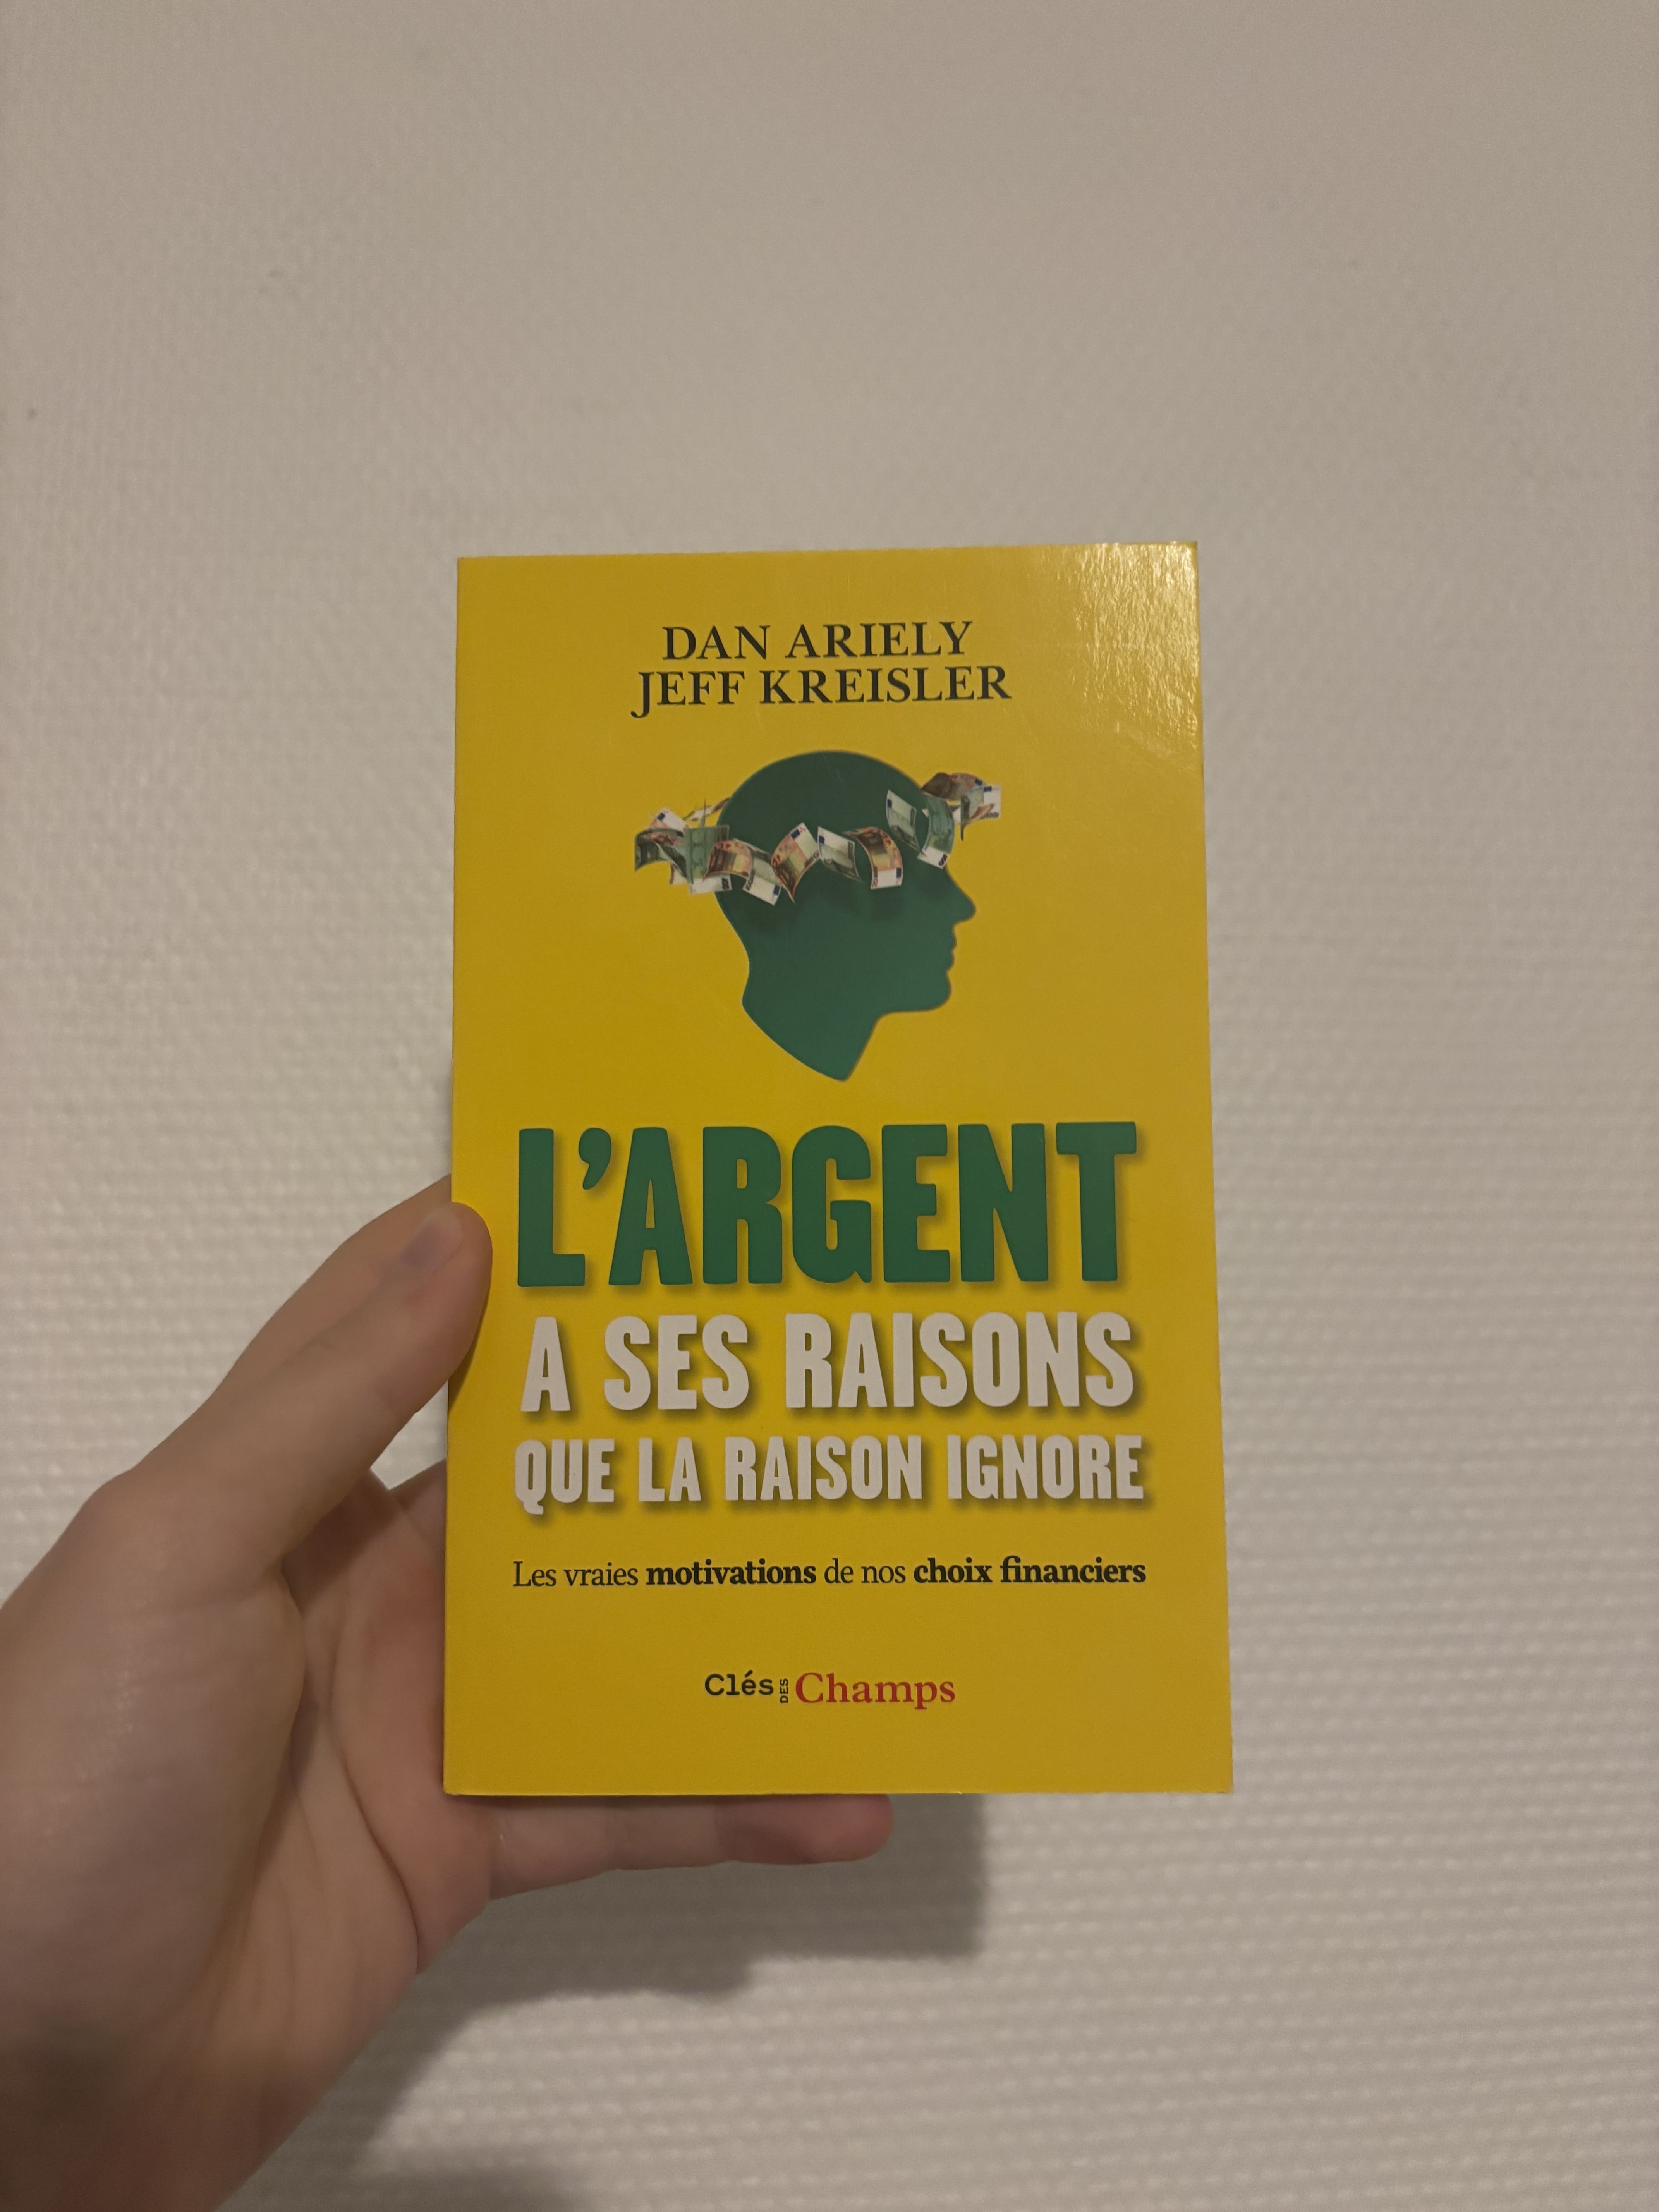 DAN ARIELY
JEFF KREISLER
L'ARGENT
A SES RAISONS
QUE LA RAISON IGNORE
Les vraies motivations de nos choix financiers
Clés DES Champs